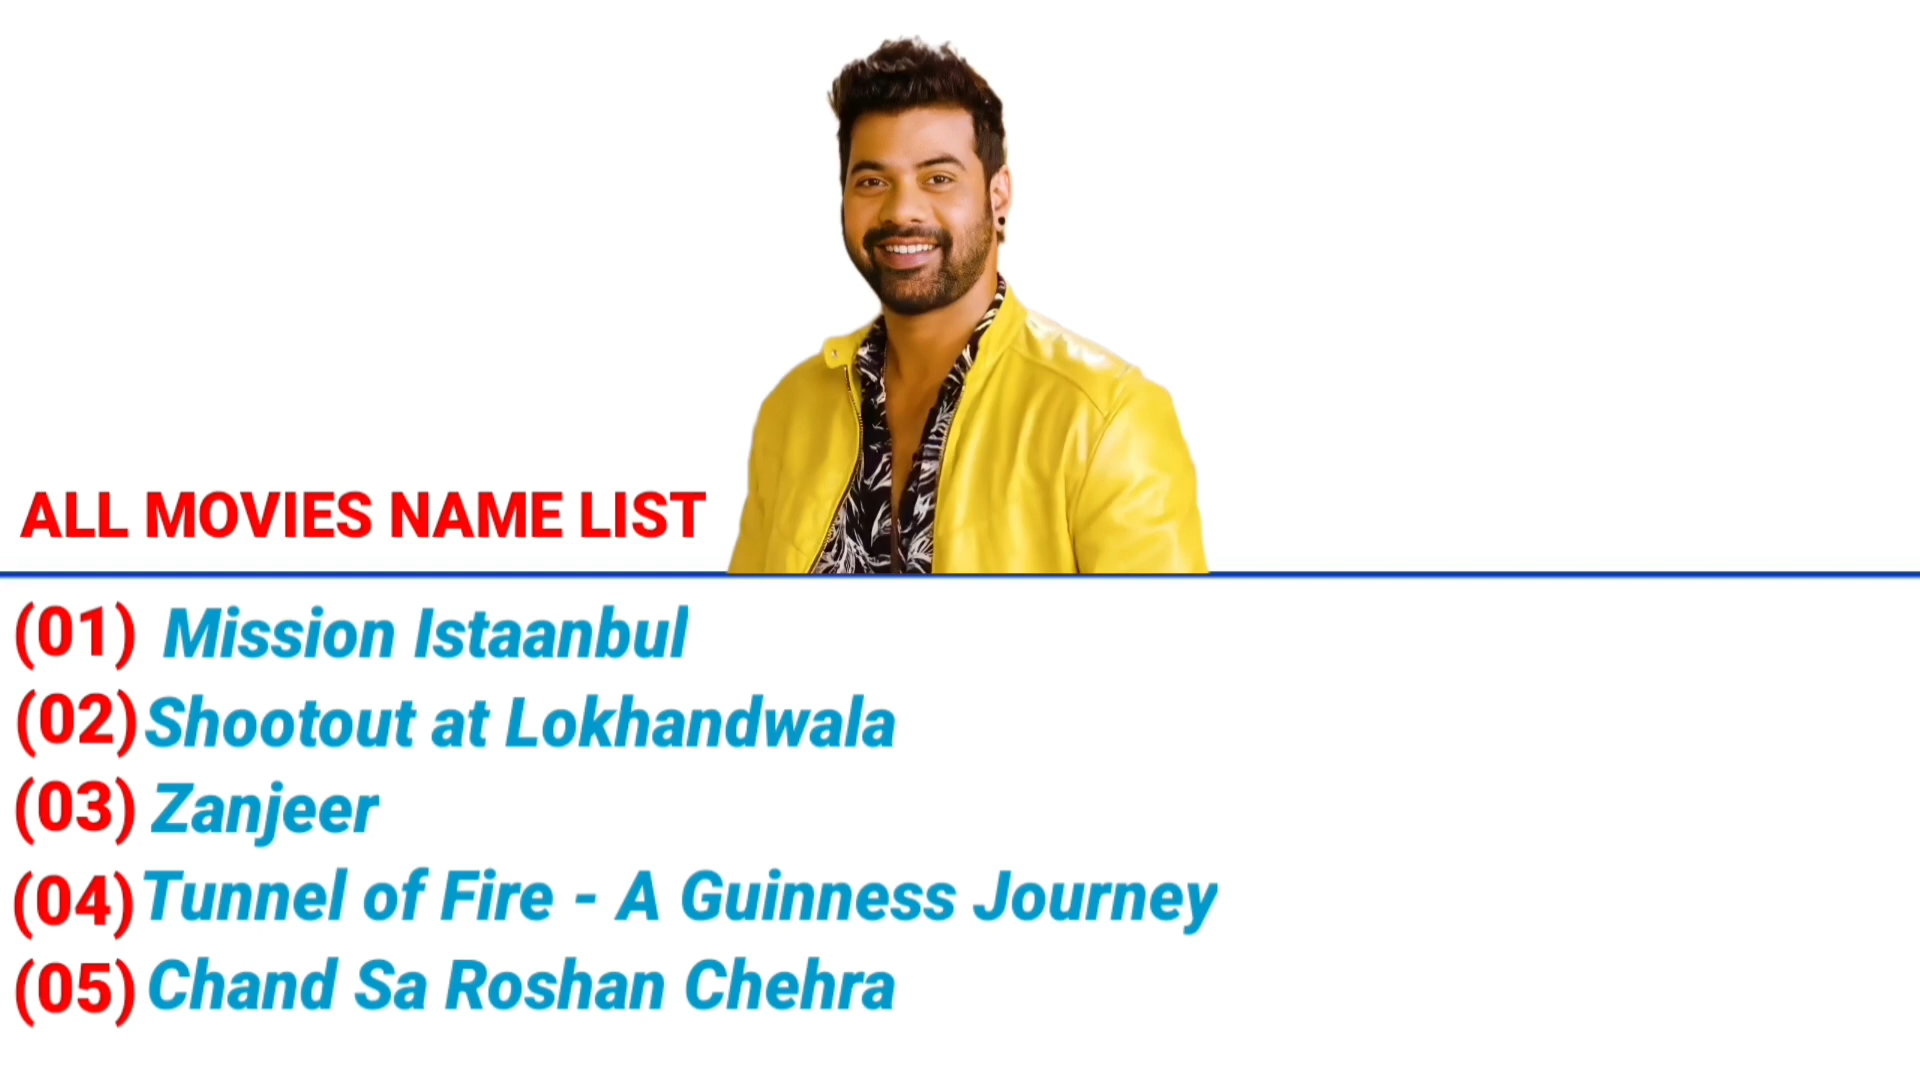 ALL MOVIES NAME LIST
(01) Mission Istaanbul
(02) Shootout at Lokhandwala
(03) Zanjeer
(04) Tunnel of Fire - A Guinness Journey
(05) Chand Sa Roshan Chehra